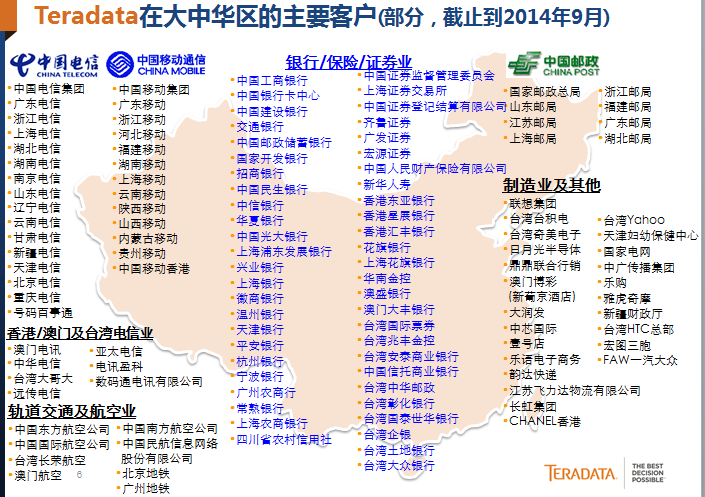 Teradata在大中华区的主要客户(部分，截止到2014年9月)
中国电信
CHINA TELECOM
中国电信集团
广东电信
浙江电信
上海电信
湖北电信
湖南电信
南京电信
山东电信
辽宁电信
云南电信
甘肃电信
新疆电信
天津电信
北京电信
重庆电信
号码百事通
中国移动通信
CHINA MOBILE
中国移动集团
广东移动
浙江移动
河北移动
福建移动
湖南移动
上海移动
云南移动
陕西移动
山西移动
内蒙古移动
贵州移动
中国移动香港
香港/澳门及台湾电信业
澳门电讯
中华电信
台湾大哥大
远传电信
亚太电信
电讯盈科
数码通电讯有限公司
轨道交通及航空业
中国东方航空公司
中国国际航空公司
台湾长荣航空
澳门航空
中国南方航空公司
中国民航信息网络
股份有限公司
北京地铁
广州地铁
6
银行/保险/证券业
中国工商银行
中国银行卡中心
中国建设银行
交通银行
中国邮政储蓄银行
国家开发银行
招商银行
中国民生银行
中信银行
华夏银行
中国光大银行
上海浦东发展银行
兴业银行
上海银行
徽商银行
温州银行
天津银行
平安银行
杭州银行
宁波银行
广州农商行
常熟银行
上海农商银行
四川省农村信用社
中国证券监督管理委员会
上海证券交易所
中国证券登记结算有限公司
齐鲁证券
广发证券
宏源证券
中国人民财产保险有限公司
新华人寿
香港东亚银行
香港星展银行
香港汇丰银行
花旗银行
上海花旗银行
华南金控
澳盛银行
澳门大丰银行
台湾国际票券
台湾兆丰金控
台湾安泰商业银行
中国信托商业银行
台湾中华邮政
台湾彰化银行
台湾国泰世华银行
台湾企银
台湾土地银行
台湾大众银行
中国邮政
CHINA POST
国家邮政总局
山东邮局
江苏邮局
上海邮局
浙江邮局
福建邮局
广东邮局
湖北邮局
制造业及其他
联想集团
台湾台积电
台湾奇美电子
日月光半导体
鼎鼎联合行销
澳门博彩
(新葡京酒店)
大润发
中芯国际
壹号店
乐语电子商务
韵达快递
江苏飞力达物流有限公司
长虹集团
CHANEL香港
台湾Yahoo
天津妇幼保健中心
国家电网
中广传播集团
乐购
雅虎奇摩
新疆财政厅
台湾HTC总部
宏图三胞
FAW一汽大众
TERADATA.
THE BEST
DECISION
POSSIBLE™